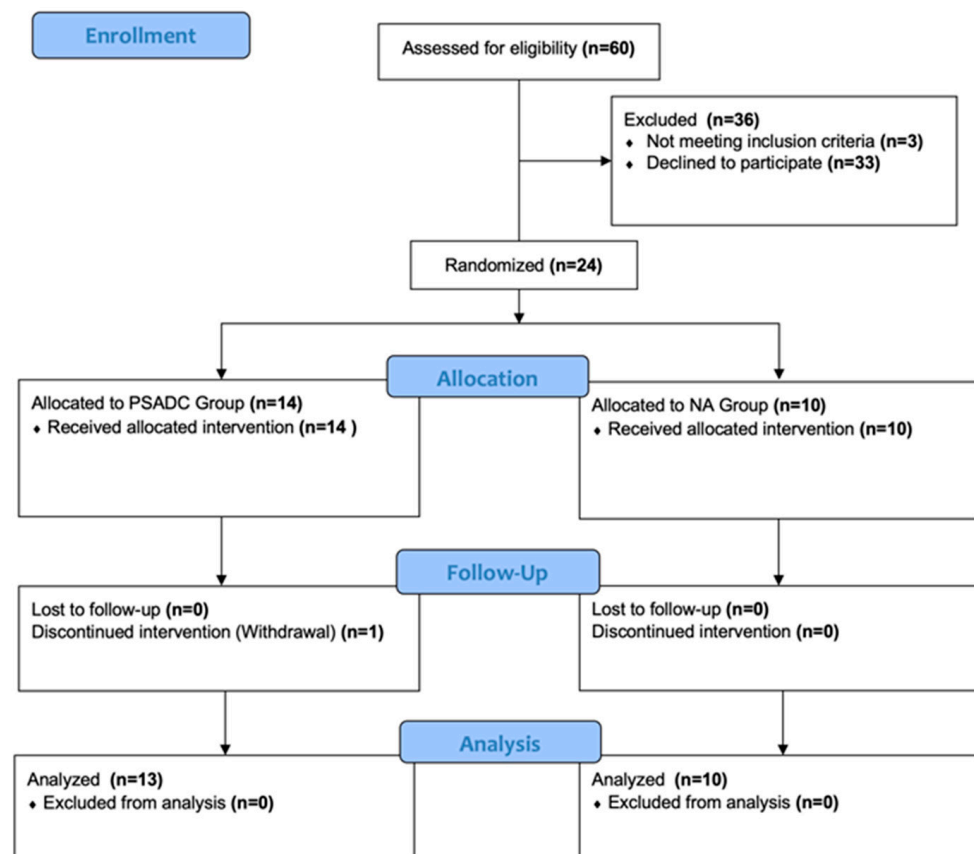 Enrollment
Assessed for eligibility (n=60)
Excluded (n=36)
♦ Not meeting inclusion criteria (n=3)
♦ Declined to participate (n=33)
Randomized (n=24)
Allocation
Allocated to PSADC Group (n=14)
♦ Received allocated intervention (n=14 )
Allocated to NA Group (n=10)
♦ Received allocated intervention (n=10)
Follow-Up
Lost to follow-up (n=0)
Discontinued intervention (Withdrawal) (n=1)
Lost to follow-up (n=0)
Discontinued intervention (n=0)
Analysis
Analyzed (n=13)
♦ Excluded from analysis (n=0)
Analyzed (n=10)
♦ Excluded from analysis (n=0)